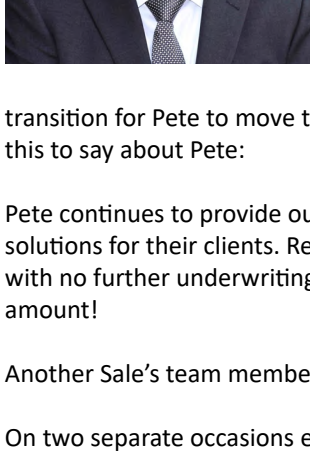 transition for Pete to move t
this to say about Pete:
Pete continues to provide ou
solutions for their clients. Re
with no further underwriting
amount!
Another Sale’s team membe
On two separate occasions e